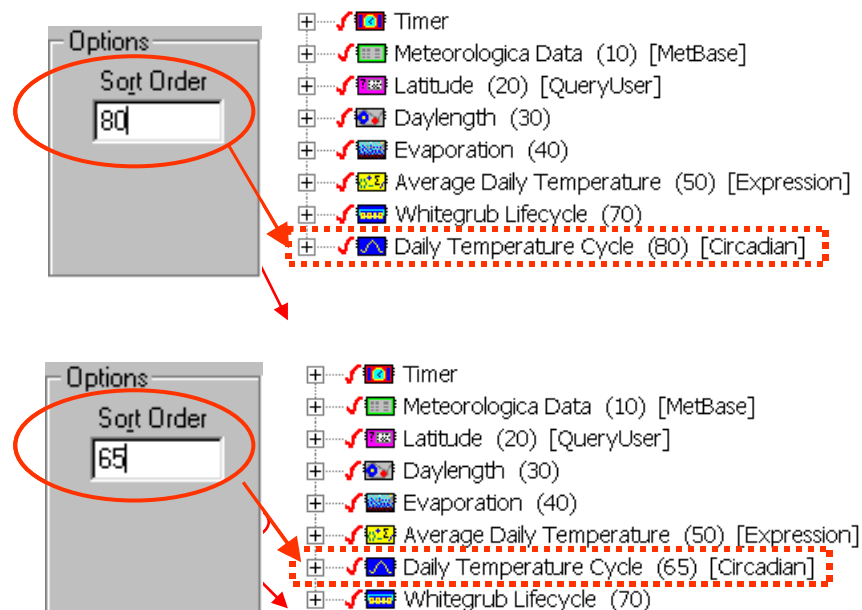 Options
Sort Order
80
Timer
Meteorologica Data (10) [MetBase]
Latitude (20) [QueryUser]
Daylength (30)
Evaporation (40)
Average Daily Temperature (50) [Expression]
Whitegrub Lifecycle (70)
Daily Temperature Cycle (80) [Circadian]
Options
Sort Order
65
Timer
Meteorologica Data (10) [MetBase]
Latitude (20) [QueryUser]
Daylength (30)
Evaporation (40)
Average Daily Temperature (50) [Expression]
Daily Temperature Cycle (65) [Circadian]
Whitegrub Lifecycle (70)